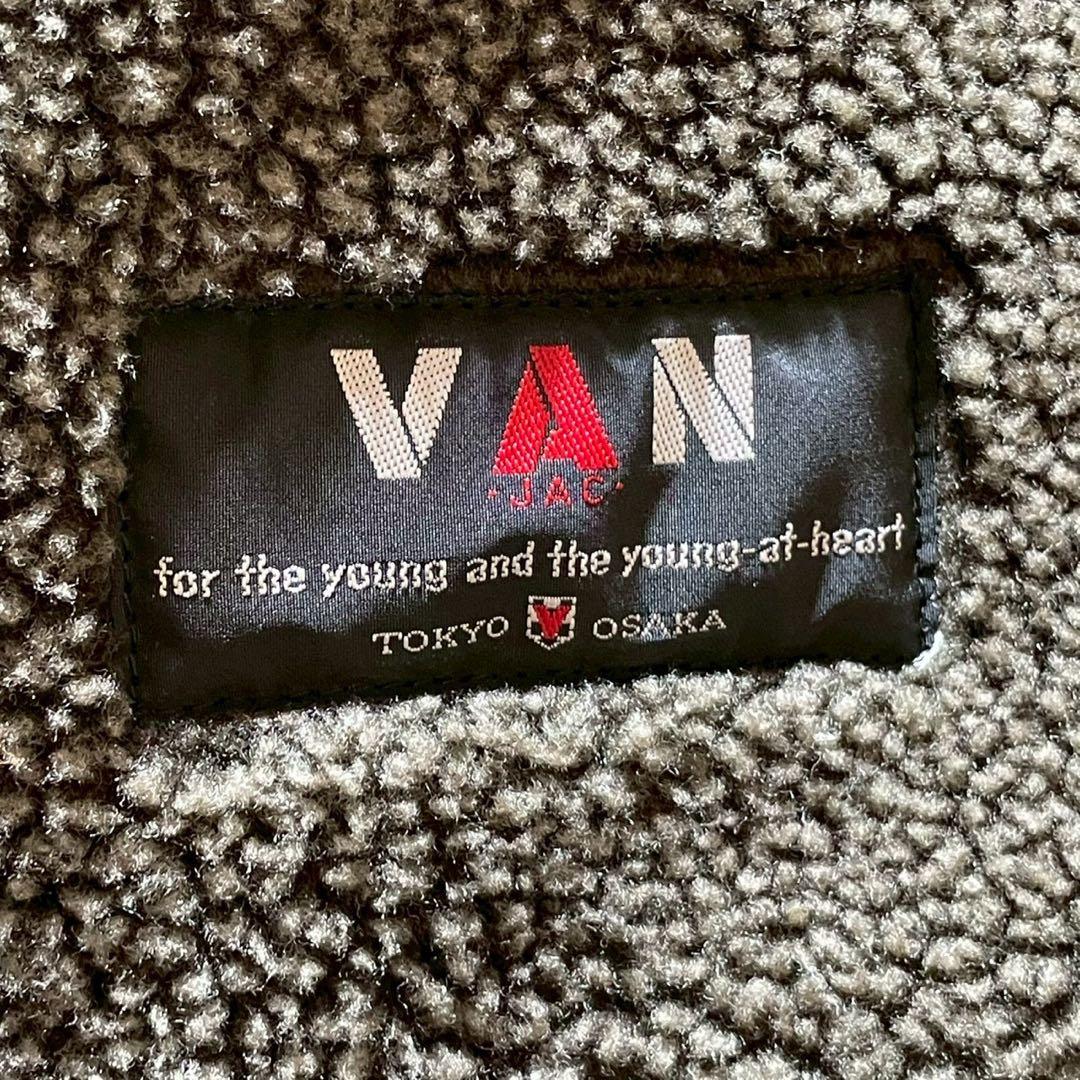 VAN
·JAC·
for the young and the young-at-heart
TOKYO V OSAKA